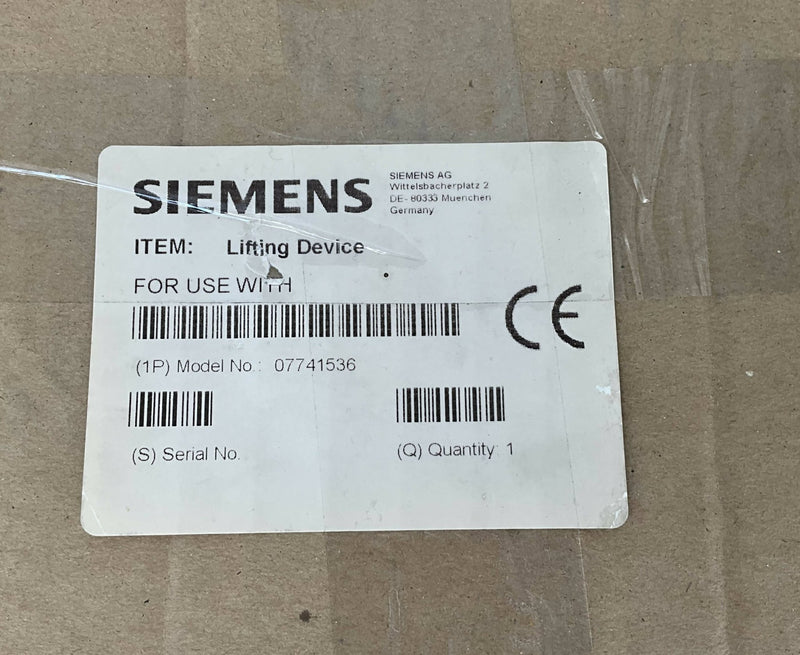 SIEMENS
SIEMENS AG
Wittelsbacherplatz 2
DE- 80333 Muenchen
Germany
ITEM: Lifting Device
FOR USE WITH
CE
(1P) Model No.: 07741536
(S) Serial No.
(Q) Quantity: 1